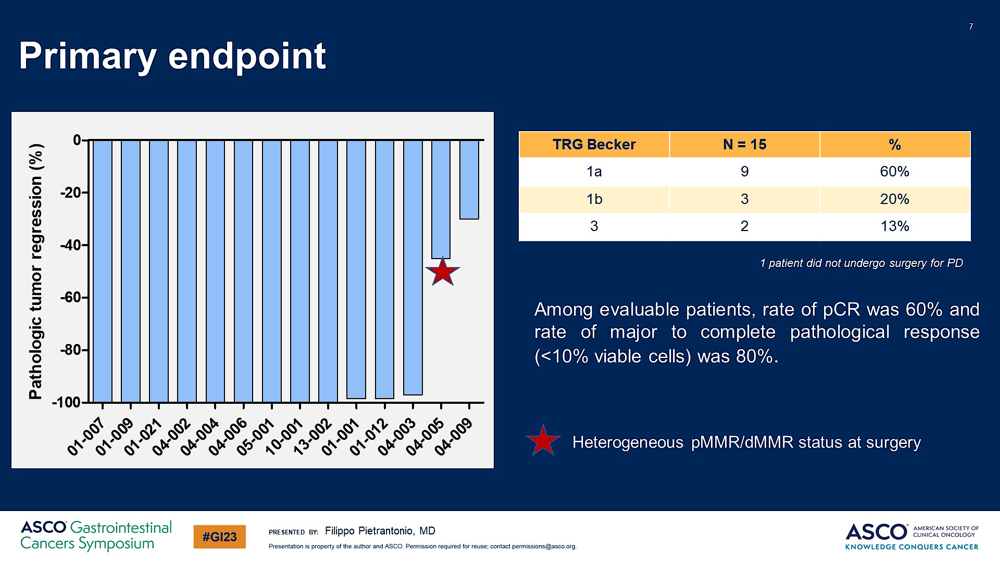 7
Primary endpoint
Pathologic tumor regression (%)
0
-20
-40
-60
-80
-100
01-007
01-009
01-021
04-002
04-004
04-006
05-001
10-001
13-002
01-001
01-012
04-003
04-005
04-009
TRG Becker N = 15 %
1a 9 60%
1b 3 20%
3 2 13%
1 patient did not undergo surgery for PD
Among evaluable patients, rate of pCR was 60% and
rate of major to complete pathological response
(<10% viable cells) was 80%.
Heterogeneous pMMR/dMMR status at surgery
ASCO Gastrointestinal
Cancers Symposium
#GI23
PRESENTED BY: Filippo Pietrantonio, MD
Presentation is property of the author and ASCO. Permission required for reuse; contact permissions@asco.org.
ASCO AMERICAN SOCIETY OF
CLINICAL ONCOLOGY
KNOWLEDGE CONQUERS CANCER